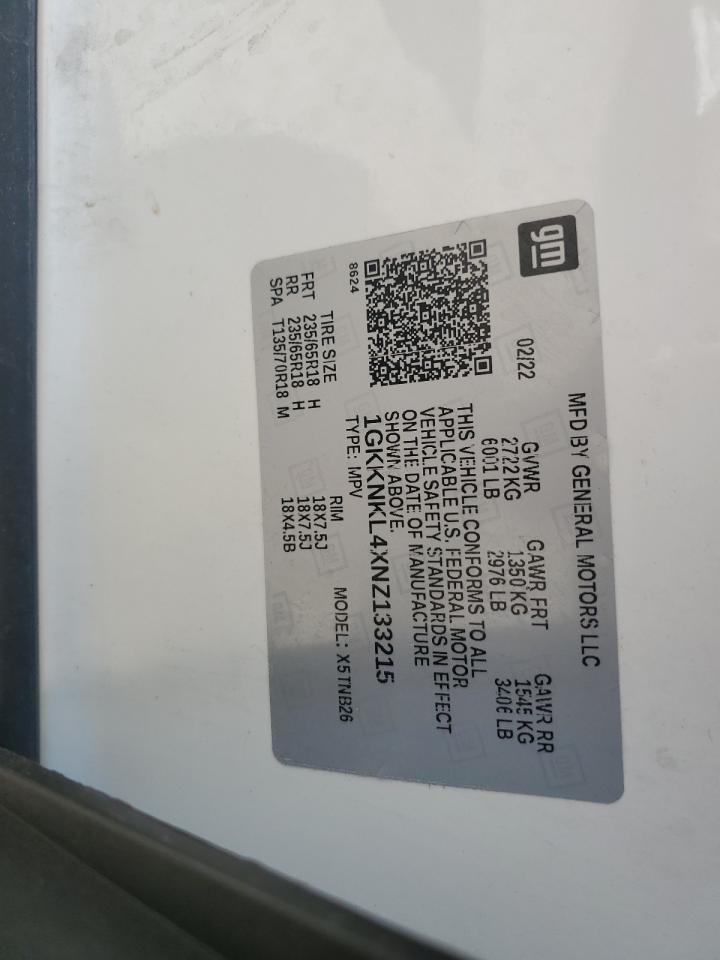 gm
MFD BY GENERAL MOTORS LLC
02/22
GVWR GAWR FRT GAWR RR
2722 KG 1350 KG 1545 KG
6001 LB 2976 LB 3406 LB
THIS VEHICLE CONFORMS TO ALL
APPLICABLE U.S. FEDERAL MOTOR
VEHICLE SAFETY STANDARDS IN EFFECT
ON THE DATE OF MANUFACTURE
SHOWN ABOVE.
1GKKNKL4XNZ133215
TYPE: MPV MODEL: X5TNB26
8624
TIRE SIZE RIM
FRT 235/65R18 H 18X7.5J
RR 235/65R18 H 18X7.5J
SPA T135/70R18 M 18X4.5B